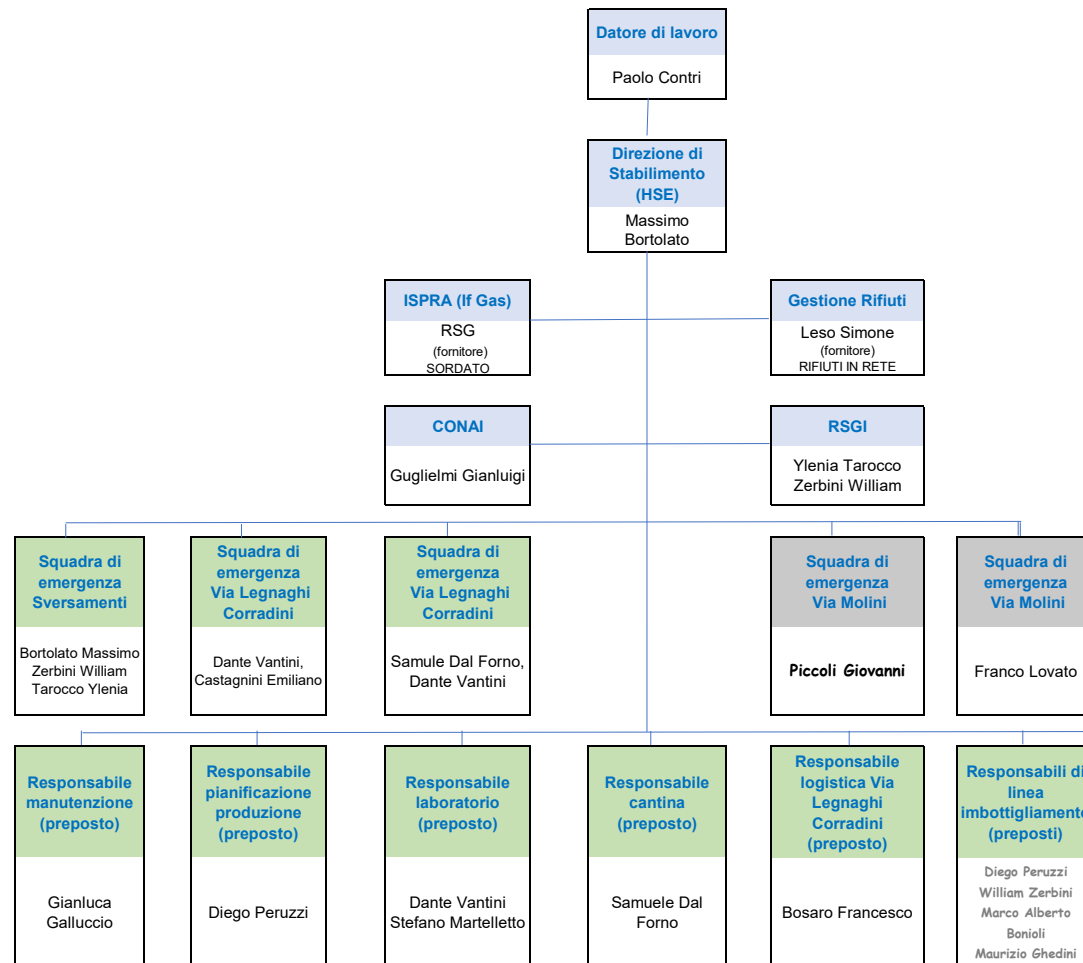 Datore di lavoro
Paolo Contri
Direzione di
Stabilimento
(HSE)
Massimo
Bortolato
ISPRA (If Gas)
RSG
(fornitore)
SORDATO
Gestione Rifiuti
Leso Simone
(fornitore)
RIFIUTI IN RETE
CONAI
Guglielmi Gianluigi
RSGI
Ylenia Tarocco
Zerbini William
Squadra di
emergenza
Sversamenti
Bortolato Massimo
Zerbini William
Tarocco Ylenia
Squadra di
emergenza
Via Legnaghi
Corradini
Dante Vantini,
Castagnini Emiliano
Squadra di
emergenza
Via Legnaghi
Corradini
Samule Dal Forno,
Dante Vantini
Squadra di
emergenza
Via Molini
Piccoli Giovanni
Squadra di
emergenza
Via Molini
Franco Lovato
Responsabile
manutenzione
(preposto)
Gianluca
Galluccio
Responsabile
pianificazione
produzione
(preposto)
Diego Peruzzi
Responsabile
laboratorio
(preposto)
Dante Vantini
Stefano Martelletto
Responsabile
cantina
(preposto)
Samuele Dal
Forno
Responsabile
logistica Via
Legnaghi
Corradini
(preposto)
Bosaro Francesco
Responsabili di
linea
imbottigliamento
(preposti)
Diego Peruzzi
William Zerbini
Marco Alberto
Bonioli
Maurizio Ghedini